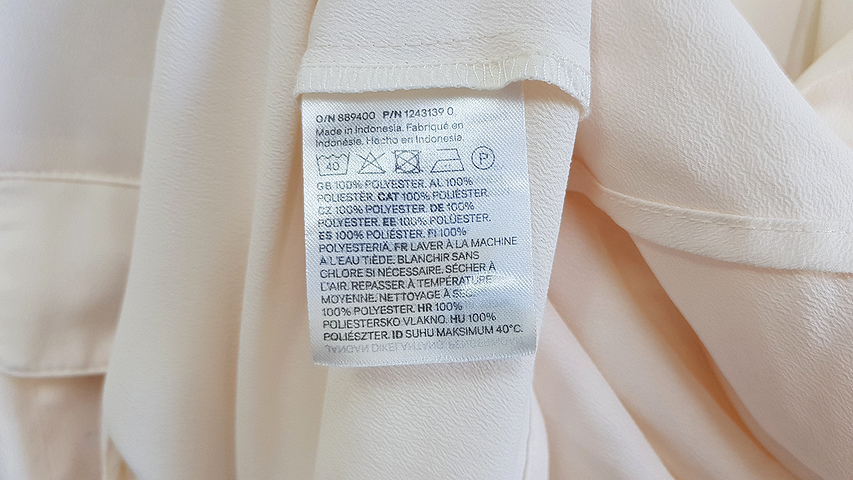 O/N 889400 P/N 1243139 0
Made in Indonesia. Fabriqué en
Indonésie. Hecho en Indonesia.
40 P
GB 100% POLYESTER. AL 100%
POLIESTER. CAT 100% POLIÈSTER.
CZ 100% POLYESTER. DE 100%
POLYESTER. EE 100% POLÜESTER.
ES 100% POLIÉSTER. FI 100%
POLYESTERIÄ. FR LAVER À LA MACHINE
À L'EAU TIÈDE. BLANCHIR SANS
CHLORE SI NÉCESSAIRE. SÉCHER À
L'AIR. REPASSER À TEMPÉRATURE
MOYENNE. NETTOYAGE À SEC.
100% POLYESTER. HR 100%
POLIESTERSKO VLAKNO. HU 100%
POLIÉSZTER. ID SUHU MAKSIMUM 40°C.